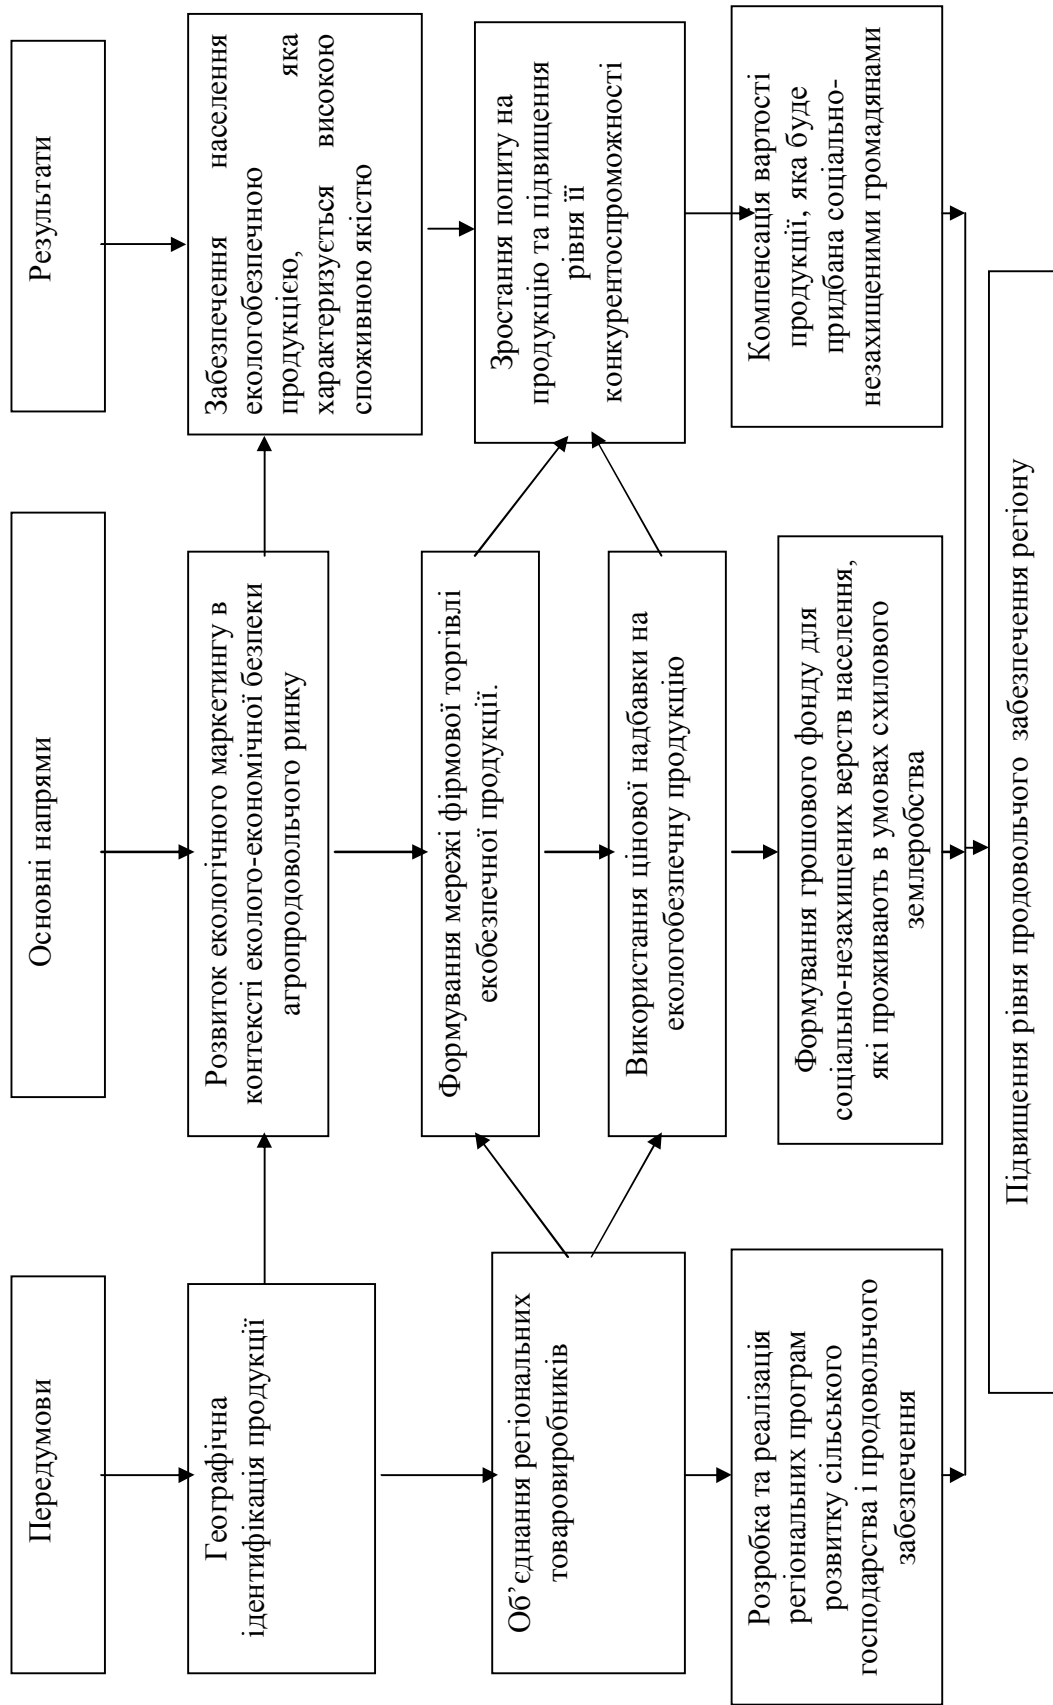 Передумови
Географічна
ідентифікація продукції
Об’єднання регіональних
товаровиробників
Розробка та реалізація
регіональних програм
розвитку сільського
господарства і продовольчого
забезпечення
Основні напрями
Розвиток екологічного маркетингу в
контексті еколого-економічної безпеки
агропродовольчого ринку
Формування мережі фірмової торгівлі
екобезпечної продукції.
Використання цінової надбавки на
екологобезпечну продукцію
Формування грошового фонду для
соціально-незахищених верств населення,
які проживають в умовах схилового
землеробства
Результати
Забезпечення населення
екологобезпечною
продукцією, яка
характеризується високою
споживною якістю
Зростання попиту на
продукцію та підвищення
рівня її
конкурентоспроможності
Компенсація вартості
продукції, яка буде
придбана соціально-
незахищеними громадянами
Підвищення рівня продовольчого забезпечення регіону